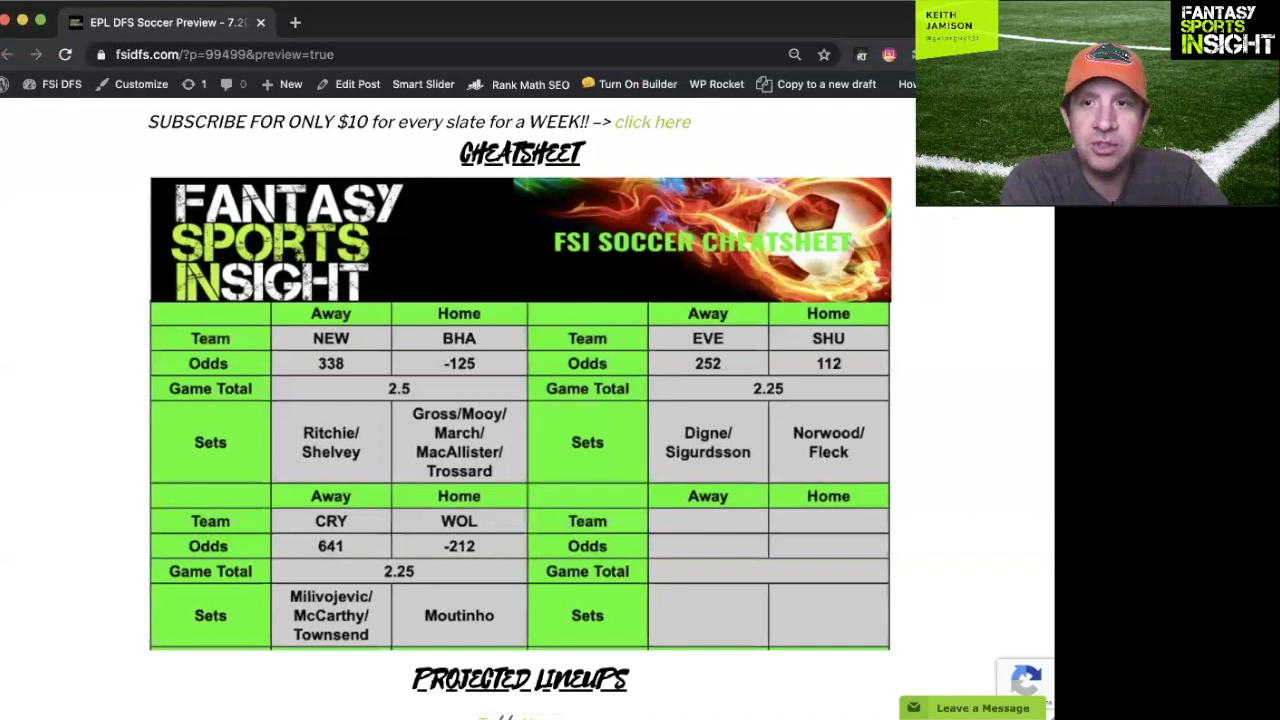 EPL DFS Soccer Preview - 7.20
fsidfs.com/?p=99499&preview=true
FSi DFS
Customize
1
0
New
Edit Post
Smart Slider
Rank Math SEO
Turn On Builder
WP Rocket
Copy to a new draft
KEITH
JAMISON
FANTASY
SPORTS
INSIGHT
SUBSCRIBE FOR ONLY $10 for every slate for a WEEK!! –> click here
CHEATSHEET
FANTASY
SPORTS
INSIGHT
FSI SOCCER CHEATSHEET
Away Home Away Home
Team NEW BHA Team EVE SHU
Odds 338 -125 Odds 252 112
Game Total 2.5 Game Total 2.25
Sets Ritchie/ Shelvey Gross/Mooy/ March/ MacAllister/ Trossard Sets Digne/ Sigurdsson Norwood/ Fleck
Away Home Away Home
Team CRY WOL Team
Odds 641 -212 Odds
Game Total 2.25 Game Total
Sets Milivojevic/ McCarthy/ Townsend Moutinho Sets
PROJECTED LINEUPS
Leave a Message